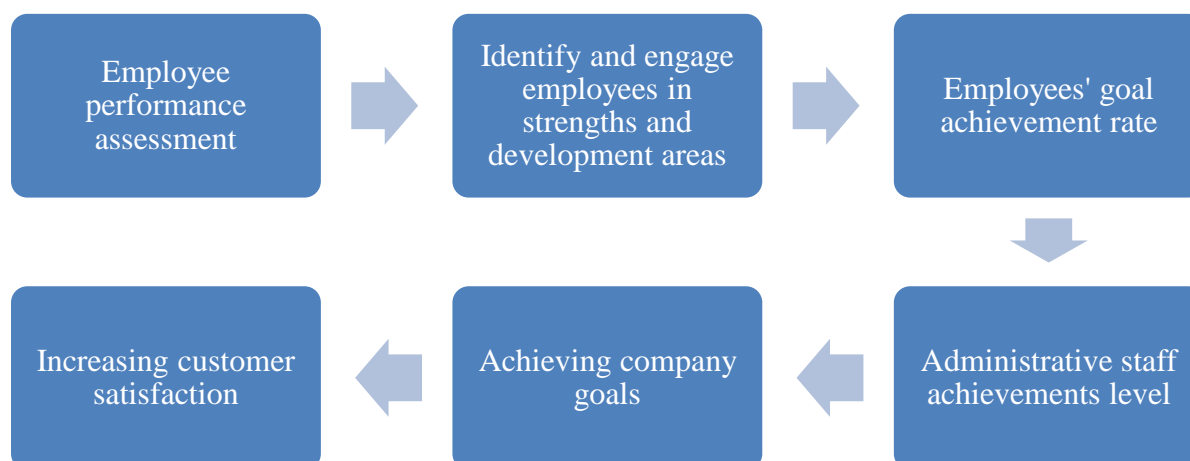 Employee
performance
assessment
Identify and engage
employees in
strengths and
development areas
Employees' goal
achievement rate
Administrative staff
achievements level
Achieving company
goals
Increasing customer
satisfaction